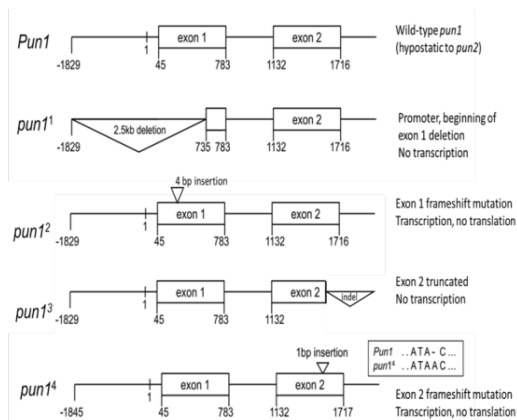 Pun1
exon 1
exon 2
-1829
1
45
783
1132
1716
Wild-type pun1
(hypostatic to pun2)
pun1¹
2.5kb deletion
exon 2
-1829
735
783
1132
1716
Promoter, beginning of
exon 1 deletion
No transcription
4 bp insertion
pun1²
exon 1
exon 2
-1829
1
45
783
1132
1716
Exon 1 frameshift mutation
Transcription, no translation
pun1³
exon 1
exon 2
indel
-1829
1
45
783
1132
Exon 2 truncated
No transcription
1bp insertion
Pun1 ..ATA- C...
pun1⁴ ..ATAAC...
pun1⁴
exon 1
exon 2
-1845
1
45
783
1132
1717
Exon 2 frameshift mutation
Transcription, no translation